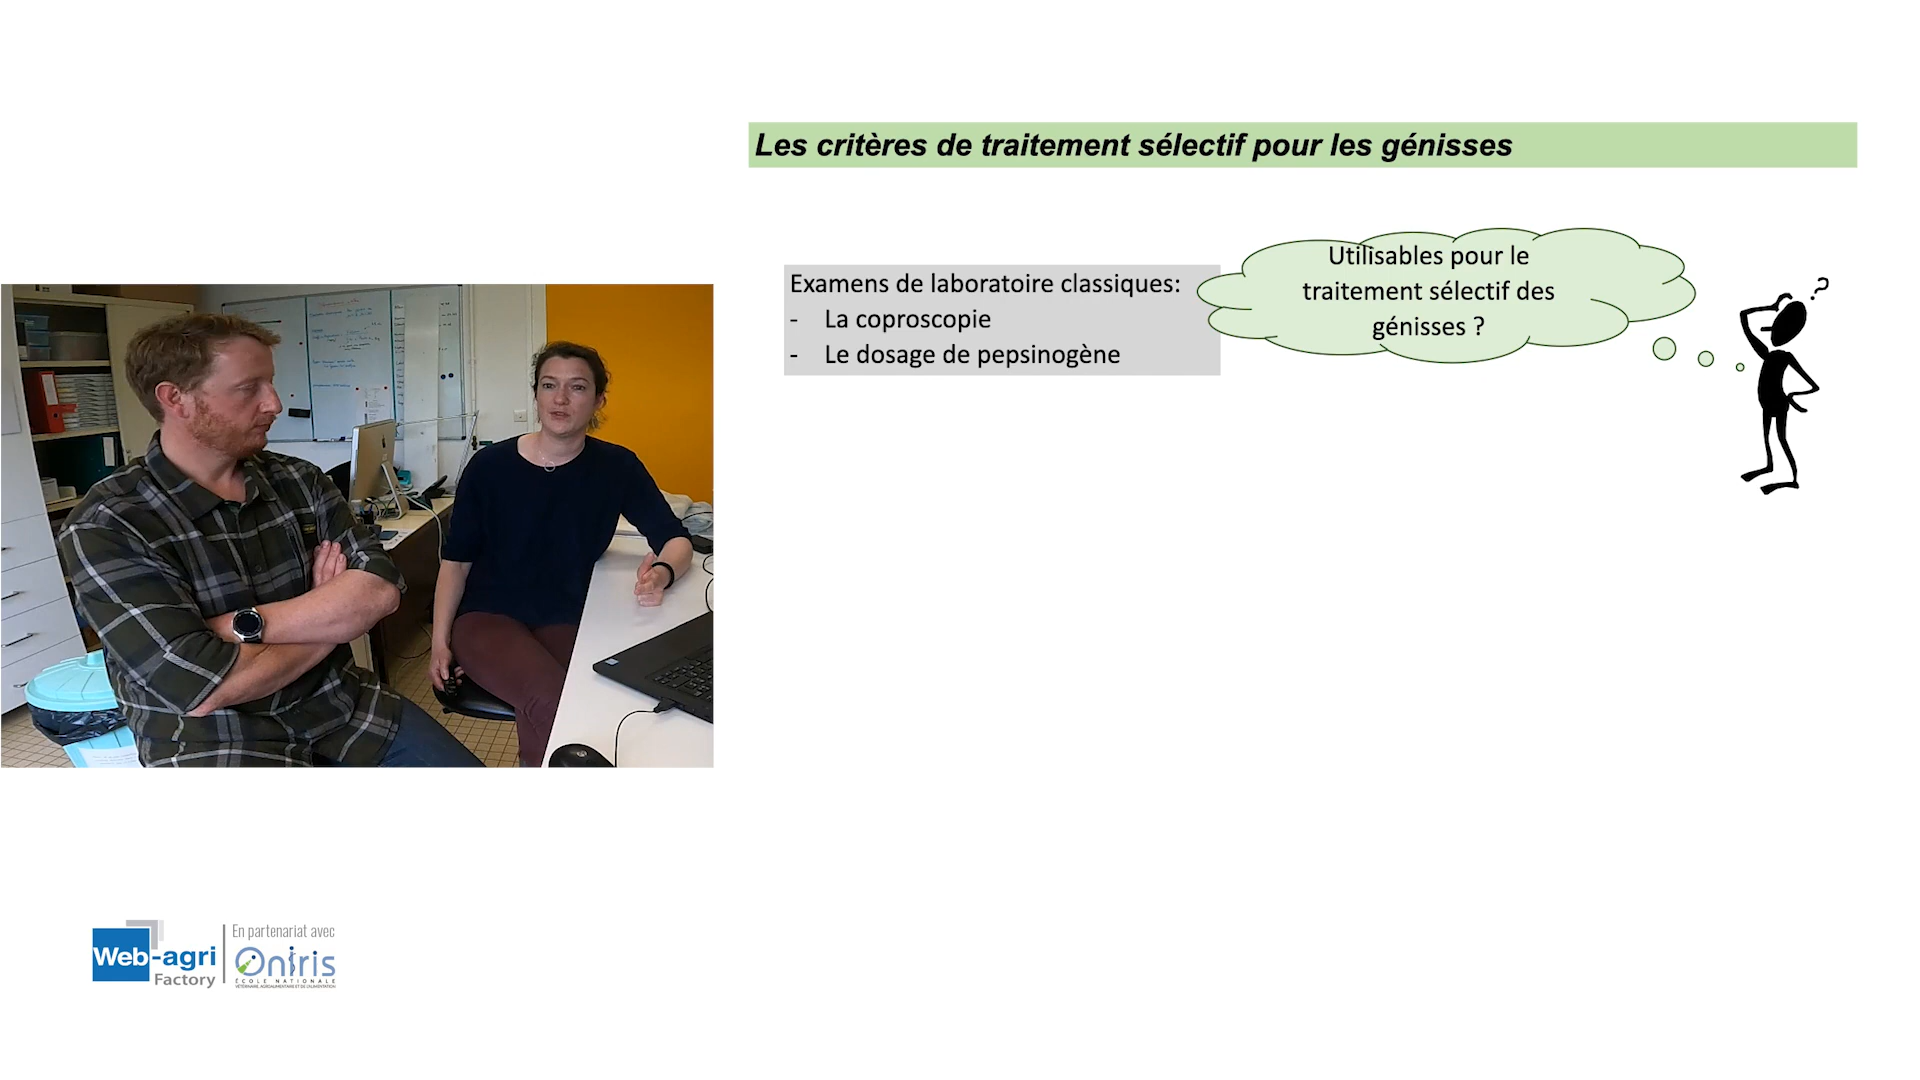 Les critères de traitement sélectif pour les génisses
Examens de laboratoire classiques:
- La coproscopie
- Le dosage de pepsinogène
Utilisables pour le
traitement sélectif des
génisses ?
?
Web-agri
Factory
En partenariat avec
Oniris
ÉCOLE NATIONALE
VÉTÉRINAIRE, AGROALIMENTAIRE ET DE L'ALIMENTATION